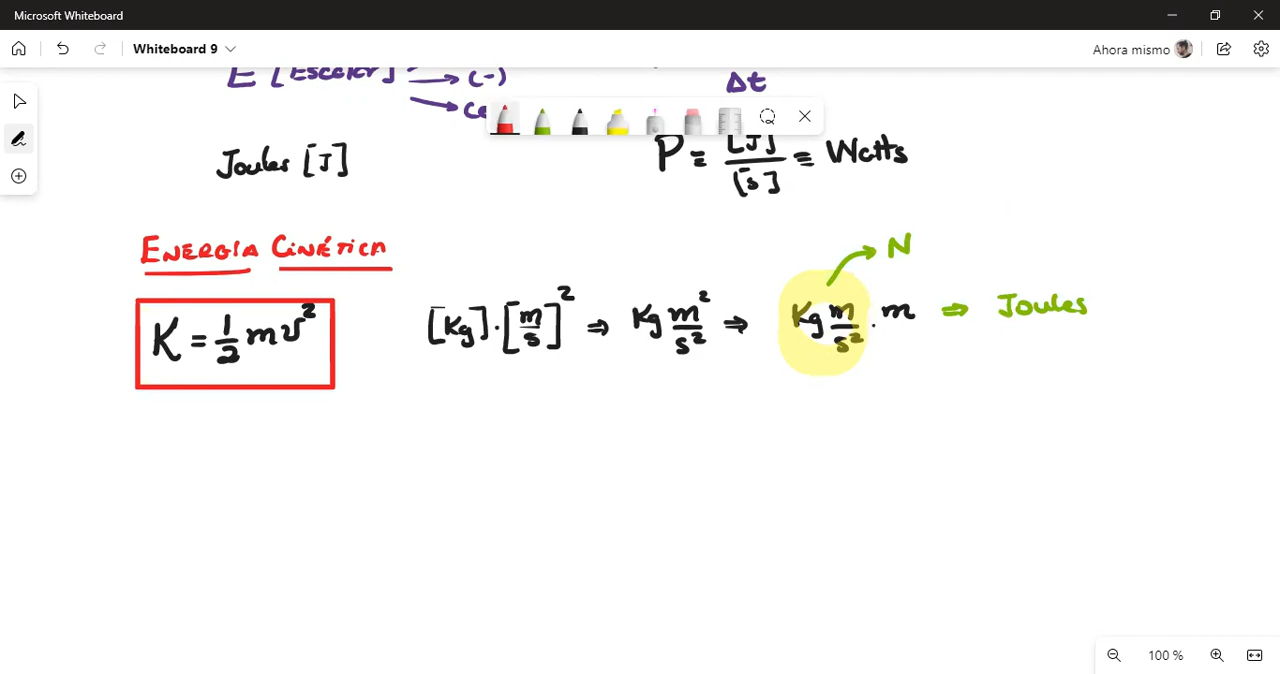 Microsoft Whiteboard
Whiteboard 9
Ahora mismo
E [Escalar] → (-)
Δt
Joules [J]
P = [J] / [s] = Watts
ENERGÍA CINÉTICA
N
K = 1/2 mv²
[Kg] · [m/s]² ⇒ Kg m²/s² ⇒ Kg m/s² · m ⇒ Joules
100 %